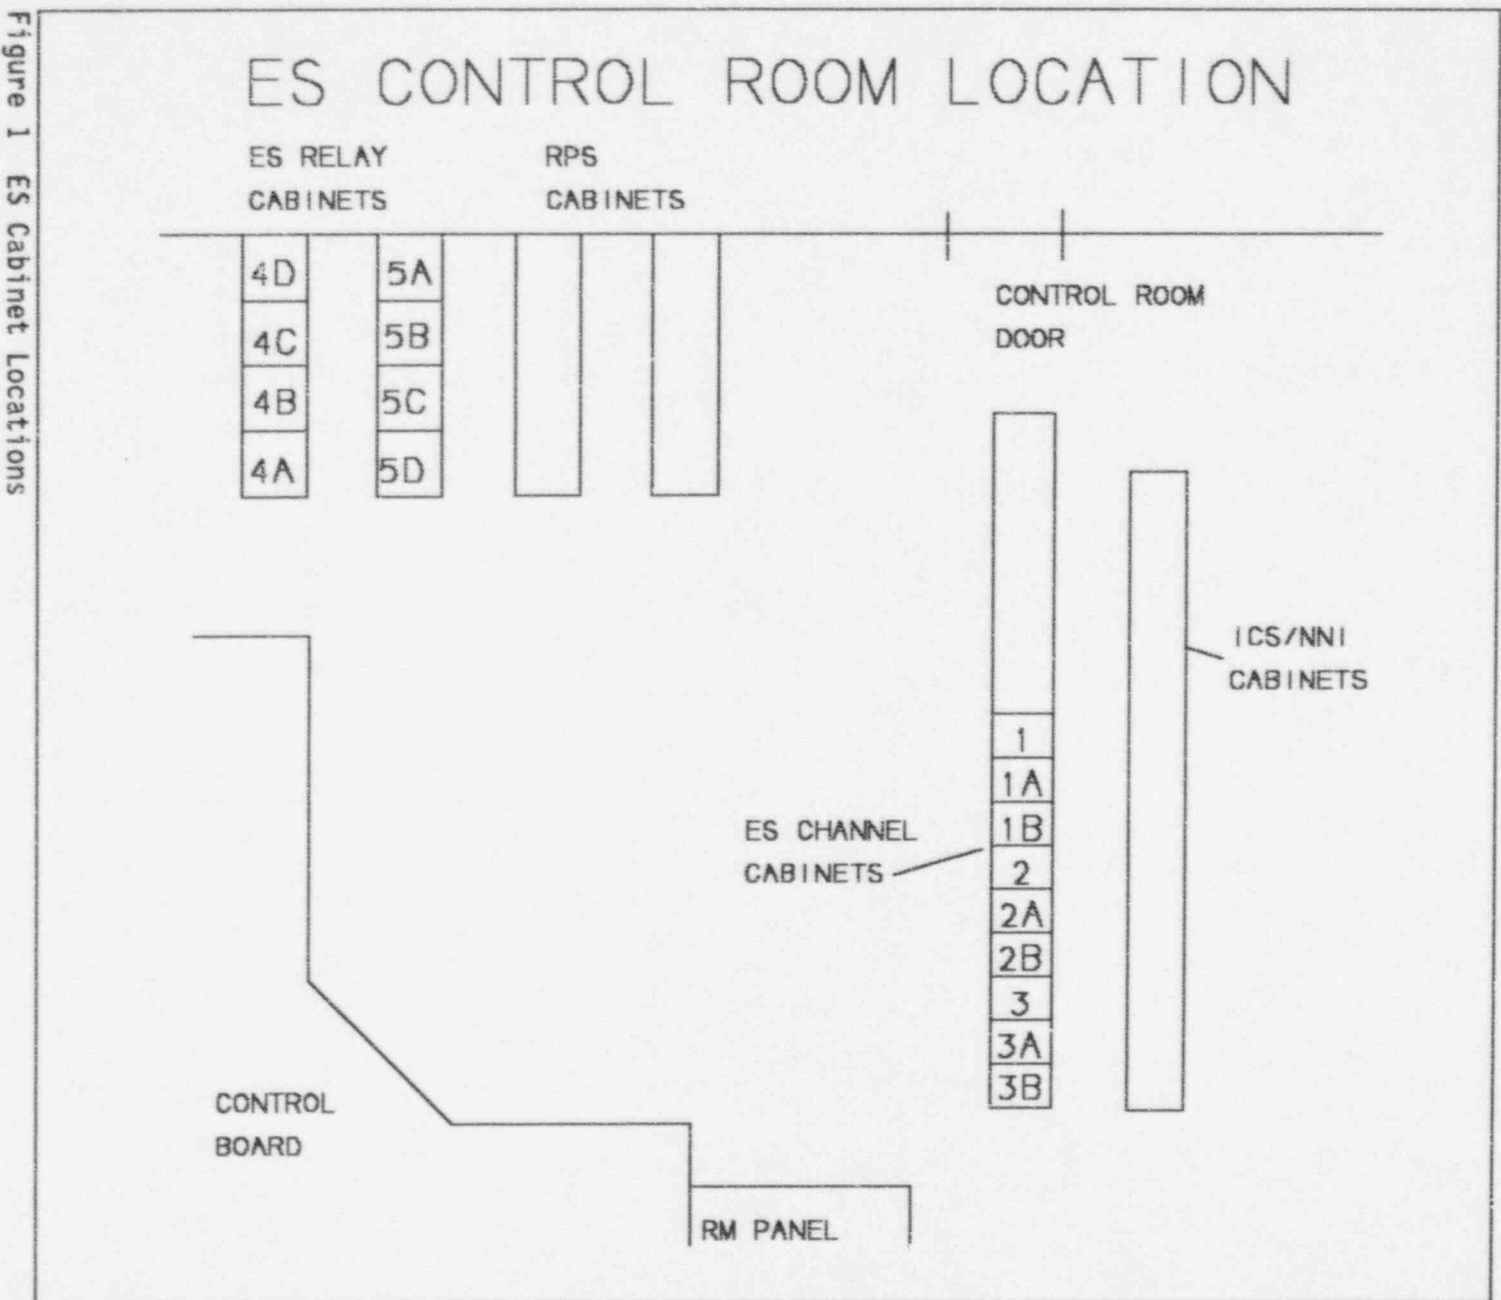 Figure 1 ES Cabinet Locations
ES CONTROL ROOM LOCATION
ES RELAY
CABINETS
RPS
CABINETS
4D
4C
4B
4A
5A
5B
5C
5D
CONTROL ROOM
DOOR
ICS/NNI
CABINETS
ES CHANNEL
CABINETS
1
1A
1B
2
2A
2B
3
3A
3B
CONTROL
BOARD
RM PANEL